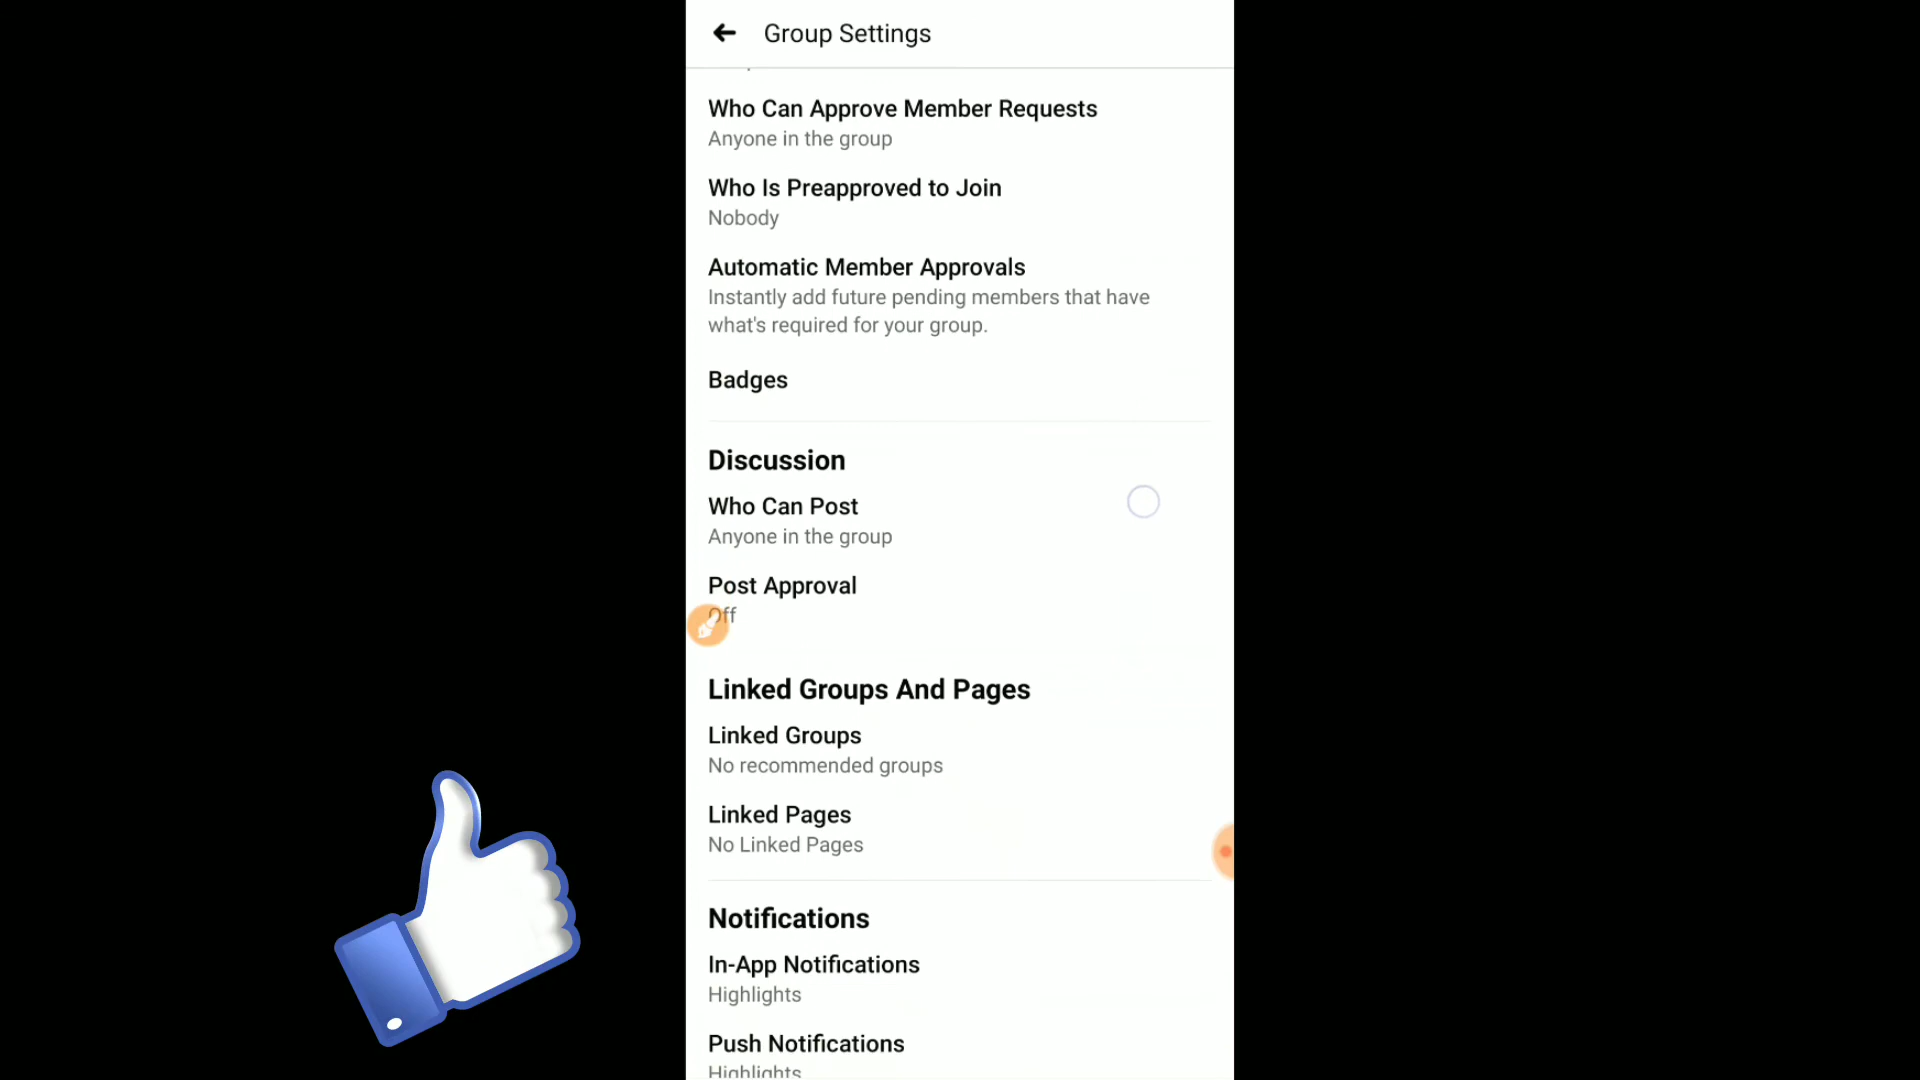 Group Settings
Who Can Approve Member Requests
Anyone in the group
Who Is Preapproved to Join
Nobody
Automatic Member Approvals
Instantly add future pending members that have
what's required for your group.
Badges
Discussion
Who Can Post
Anyone in the group
Post Approval
Off
Linked Groups And Pages
Linked Groups
No recommended groups
Linked Pages
No Linked Pages
Notifications
In-App Notifications
Highlights
Push Notifications
Highlights